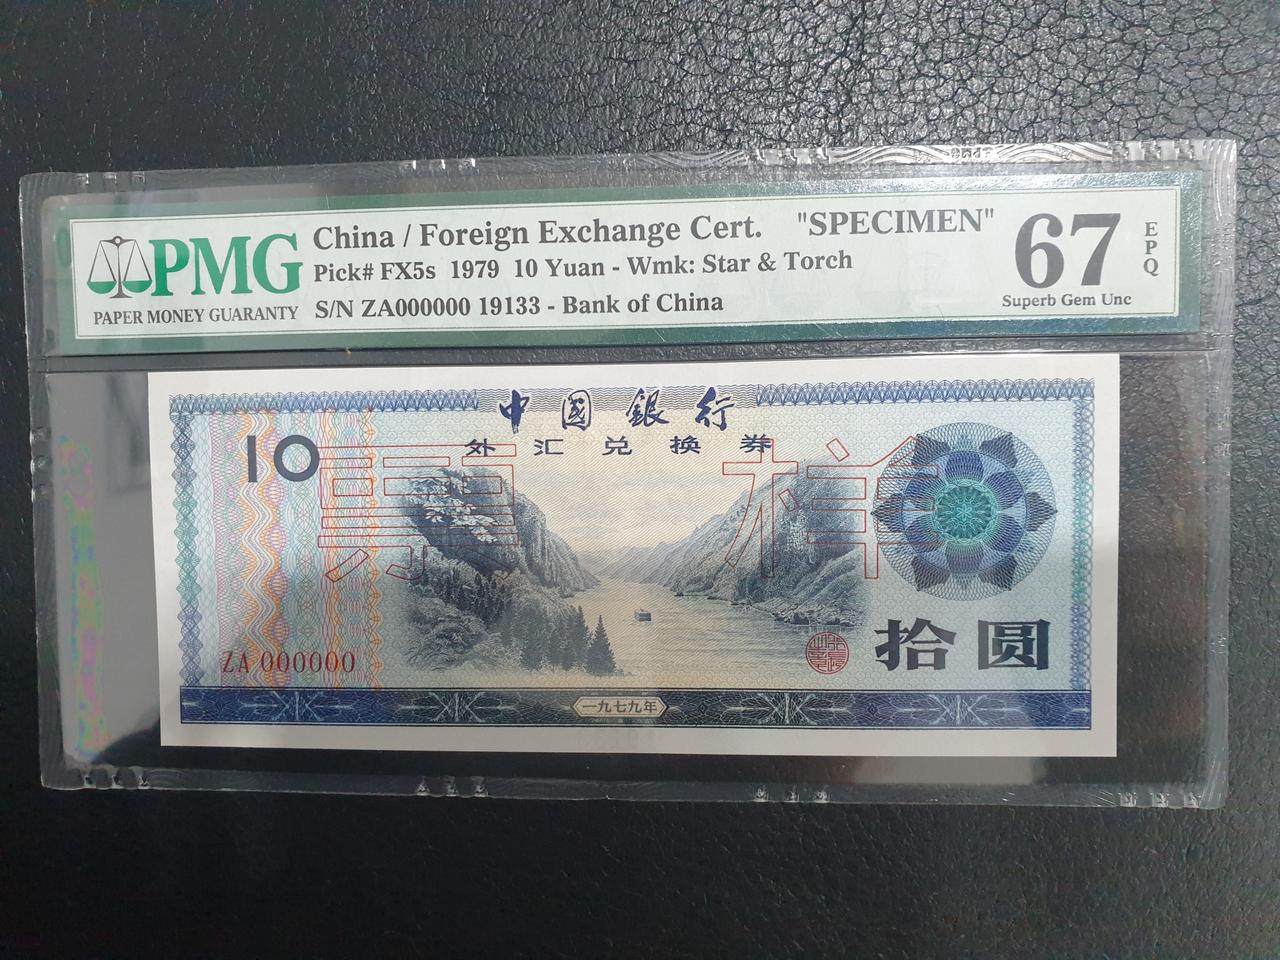 PMG
PAPER MONEY GUARANTY
China / Foreign Exchange Cert. "SPECIMEN"
Pick# FX5s 1979 10 Yuan - Wmk: Star & Torch
S/N ZA000000 19133 - Bank of China
67
EPQ
Superb Gem Unc
中國銀行
外汇兑换券
10
票样
ZA 000000
拾圆
一九七九年